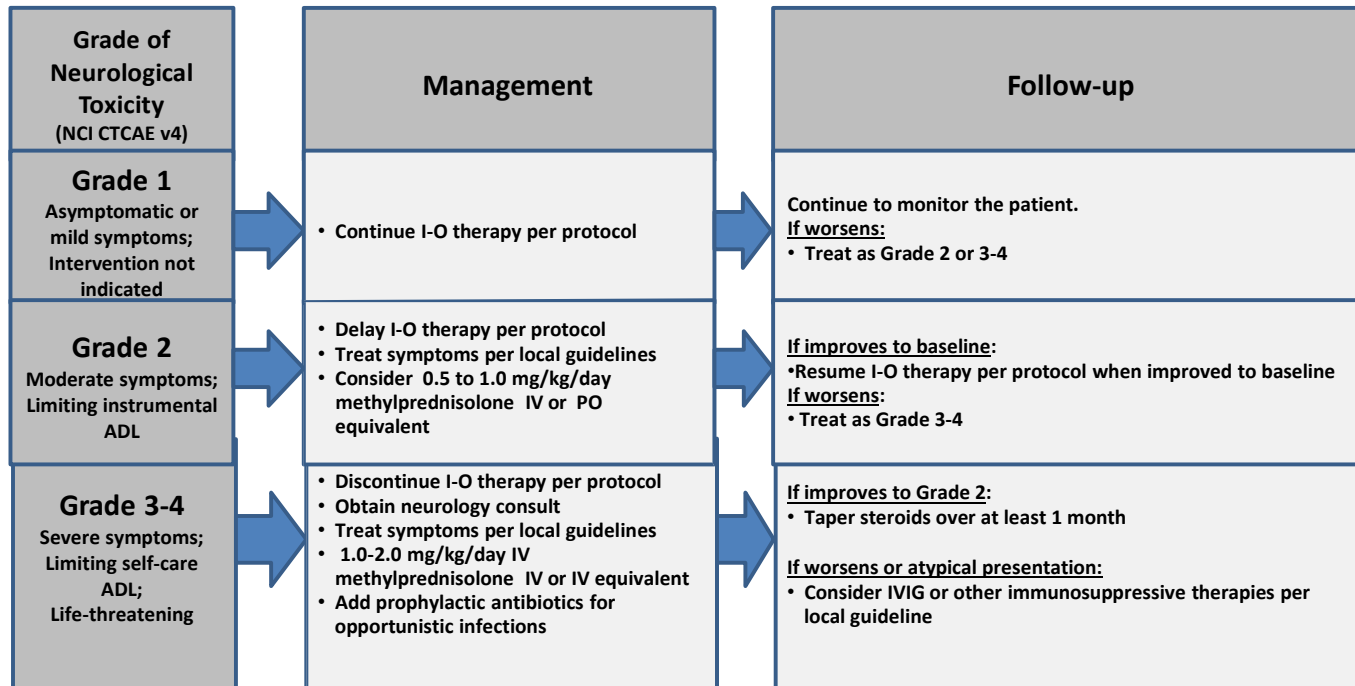 Grade of
Neurological
Toxicity
(NCI CTCAE v4)
Management
Follow-up
Grade 1
Asymptomatic or
mild symptoms;
Intervention not
indicated
• Continue I-O therapy per protocol
Continue to monitor the patient.
If worsens:
• Treat as Grade 2 or 3-4
Grade 2
Moderate symptoms;
Limiting instrumental
ADL
• Delay I-O therapy per protocol
• Treat symptoms per local guidelines
• Consider 0.5 to 1.0 mg/kg/day
methylprednisolone IV or PO
equivalent
If improves to baseline:
•Resume I-O therapy per protocol when improved to baseline
If worsens:
• Treat as Grade 3-4
Grade 3-4
Severe symptoms;
Limiting self-care
ADL;
Life-threatening
• Discontinue I-O therapy per protocol
• Obtain neurology consult
• Treat symptoms per local guidelines
• 1.0-2.0 mg/kg/day IV
methylprednisolone IV or IV equivalent
• Add prophylactic antibiotics for
opportunistic infections
If improves to Grade 2:
• Taper steroids over at least 1 month
If worsens or atypical presentation:
• Consider IVIG or other immunosuppressive therapies per
local guideline